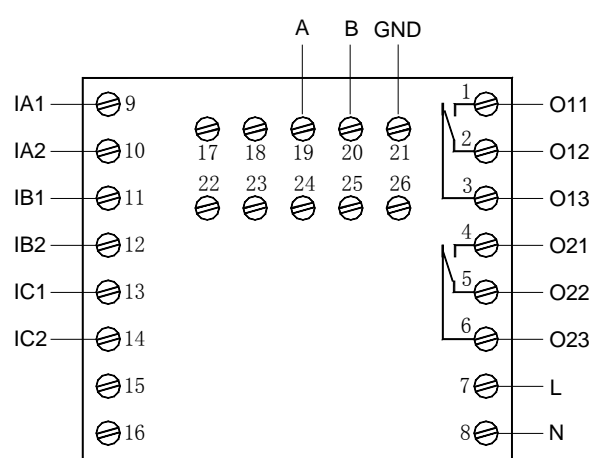 A B GND
IA1 9 1 O11
17 18 19 20 21
IA2 10 2 O12
22 23 24 25 26
IB1 11 3 O13
IB2 12 4 O21
IC1 13 5 O22
IC2 14 6 O23
15 7 L
16 8 N